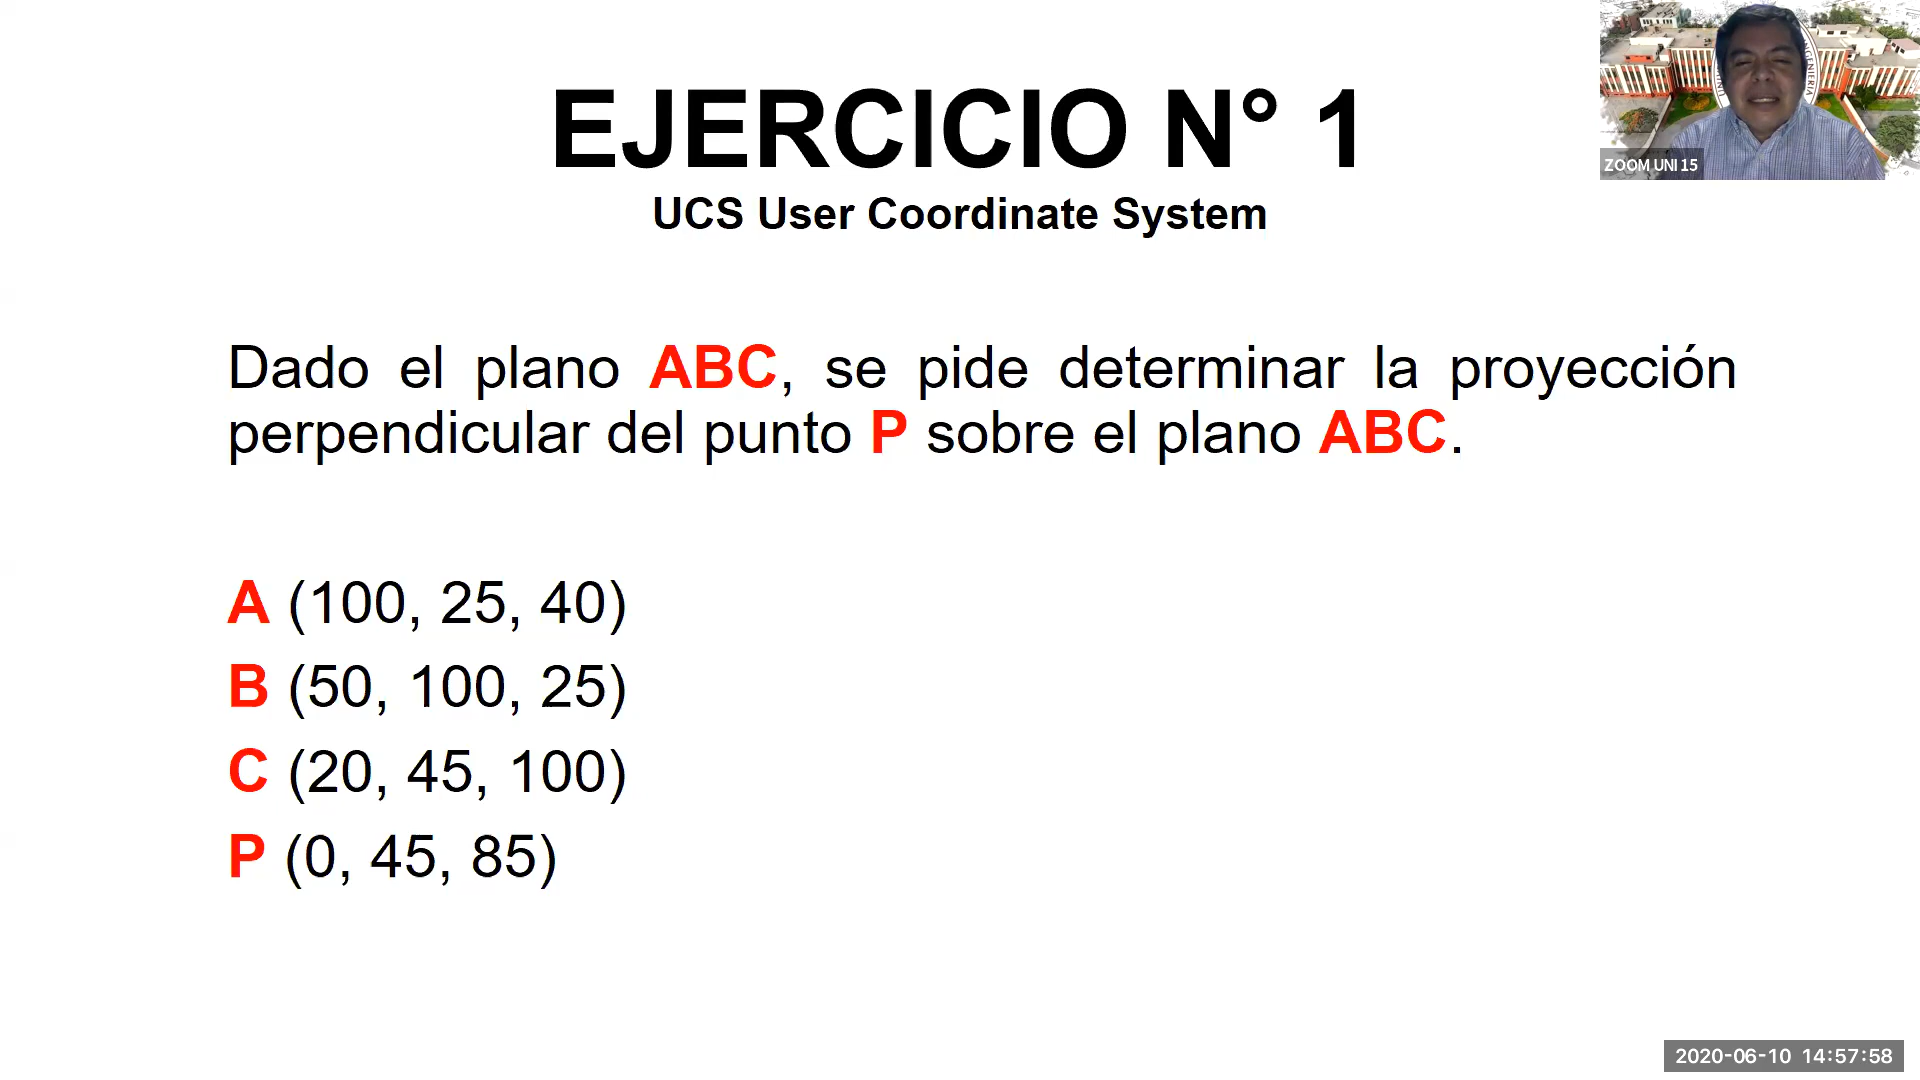 EJERCICIO N° 1
UCS User Coordinate System
Dado el plano ABC, se pide determinar la proyección
perpendicular del punto P sobre el plano ABC.
A (100, 25, 40)
B (50, 100, 25)
C (20, 45, 100)
P (0, 45, 85)
ZOOM UNI 15
2020-06-10 14:57:58